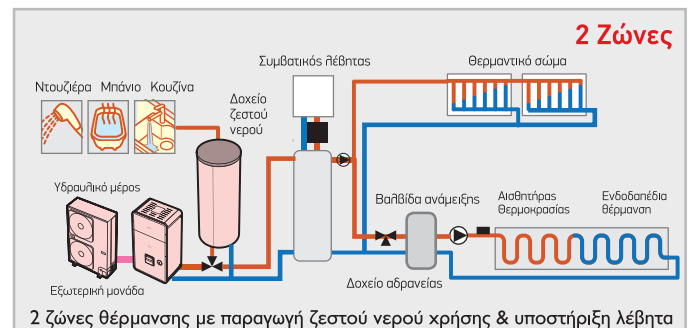 2 Ζώνες
Συμβατικός λέβητας
Θερμαντικό σώμα
Ντουζιέρα Μπάνιο Κουζίνα
Δοχείο
ζεστού
νερού
Υδραυλικό μέρος
Βαλβίδα ανάμειξης
Αισθητήρας
θερμοκρασίας
Ενδοδαπέδια
θέρμανση
Εξωτερική μονάδα
Δοχείο αδρανείας
2 ζώνες θέρμανσης με παραγωγή ζεστού νερού χρήσης & υποστήριξη λέβητα